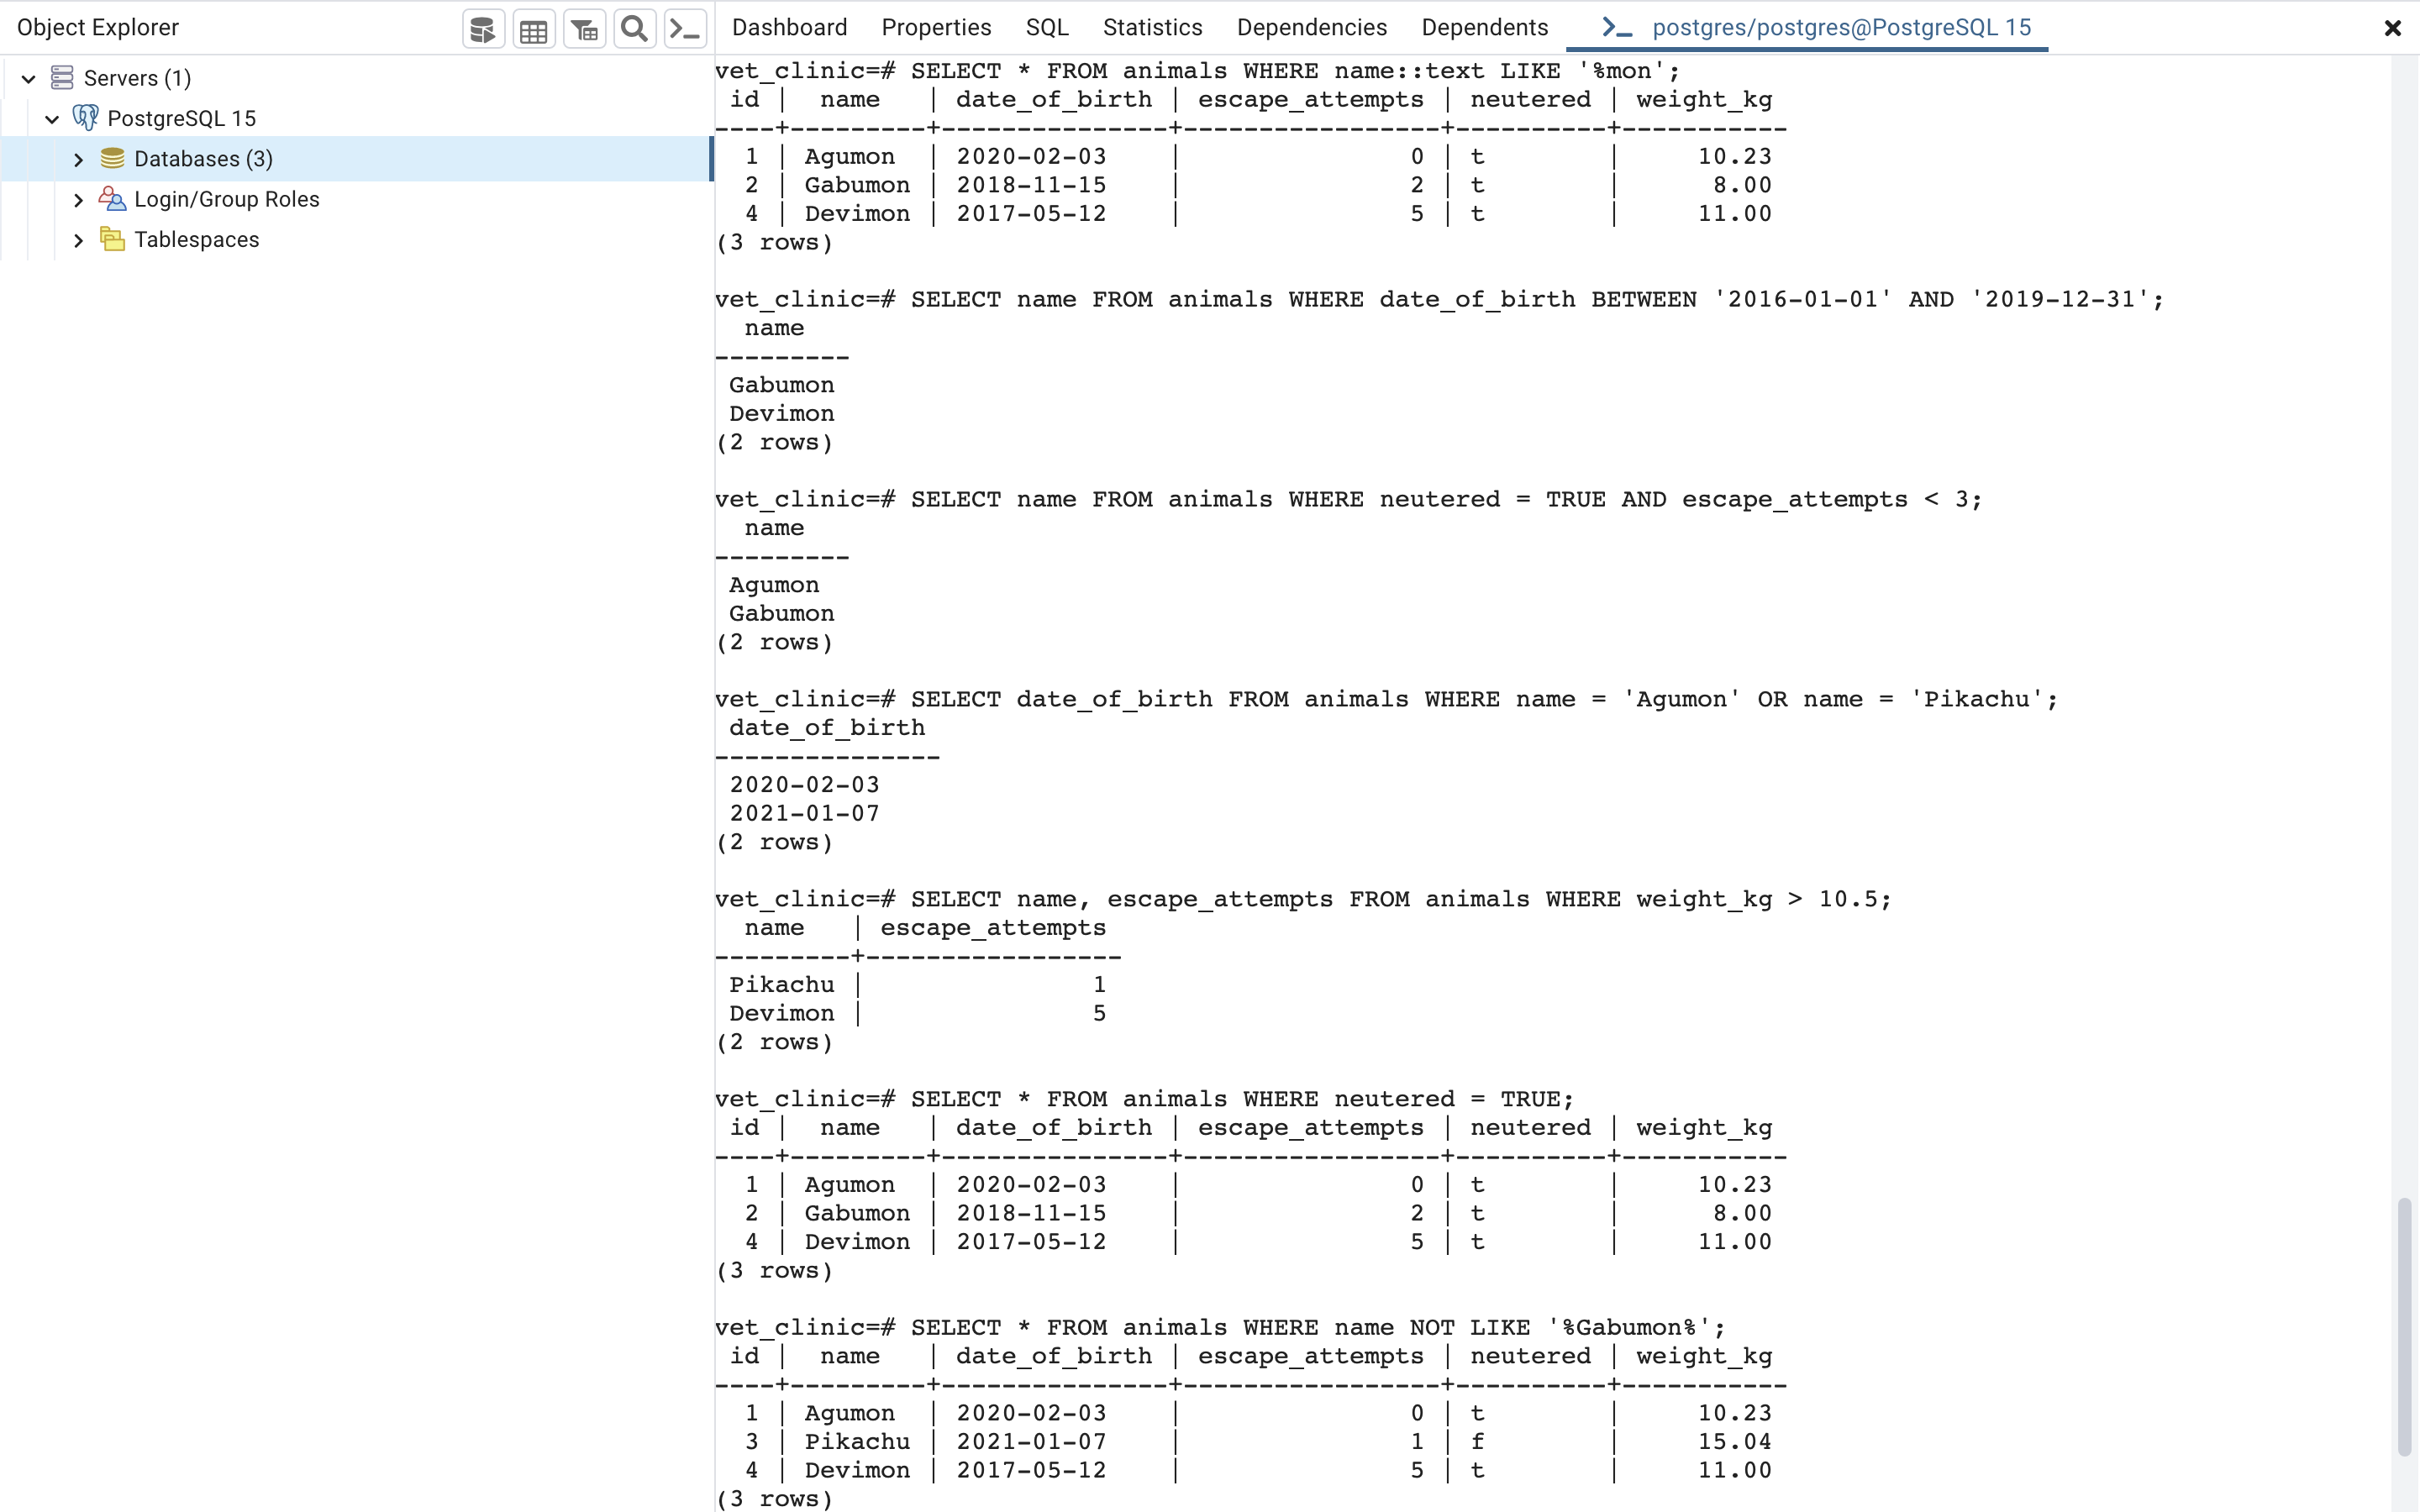 Object Explorer
Dashboard Properties SQL Statistics Dependencies Dependents postgres/postgres@PostgreSQL 15
Servers (1)
PostgreSQL 15
Databases (3)
Login/Group Roles
Tablespaces
vet_clinic=# SELECT * FROM animals WHERE name::text LIKE '%mon';
 id |  name   | date_of_birth | escape_attempts | neutered | weight_kg
----+---------+---------------+-----------------+----------+-----------
  1 | Agumon  | 2020-02-03    |               0 | t        |     10.23
  2 | Gabumon | 2018-11-15    |               2 | t        |      8.00
  4 | Devimon | 2017-05-12    |               5 | t        |     11.00
(3 rows)
vet_clinic=# SELECT name FROM animals WHERE date_of_birth BETWEEN '2016-01-01' AND '2019-12-31';
  name
---------
 Gabumon
 Devimon
(2 rows)
vet_clinic=# SELECT name FROM animals WHERE neutered = TRUE AND escape_attempts < 3;
  name
---------
 Agumon
 Gabumon
(2 rows)
vet_clinic=# SELECT date_of_birth FROM animals WHERE name = 'Agumon' OR name = 'Pikachu';
 date_of_birth
---------------
 2020-02-03
 2021-01-07
(2 rows)
vet_clinic=# SELECT name, escape_attempts FROM animals WHERE weight_kg > 10.5;
  name   | escape_attempts
---------+-----------------
 Pikachu |               1
 Devimon |               5
(2 rows)
vet_clinic=# SELECT * FROM animals WHERE neutered = TRUE;
 id |  name   | date_of_birth | escape_attempts | neutered | weight_kg
----+---------+---------------+-----------------+----------+-----------
  1 | Agumon  | 2020-02-03    |               0 | t        |     10.23
  2 | Gabumon | 2018-11-15    |               2 | t        |      8.00
  4 | Devimon | 2017-05-12    |               5 | t        |     11.00
(3 rows)
vet_clinic=# SELECT * FROM animals WHERE name NOT LIKE '%Gabumon%';
 id |  name   | date_of_birth | escape_attempts | neutered | weight_kg
----+---------+---------------+-----------------+----------+-----------
  1 | Agumon  | 2020-02-03    |               0 | t        |     10.23
  3 | Pikachu | 2021-01-07    |               1 | f        |     15.04
  4 | Devimon | 2017-05-12    |               5 | t        |     11.00
(3 rows)